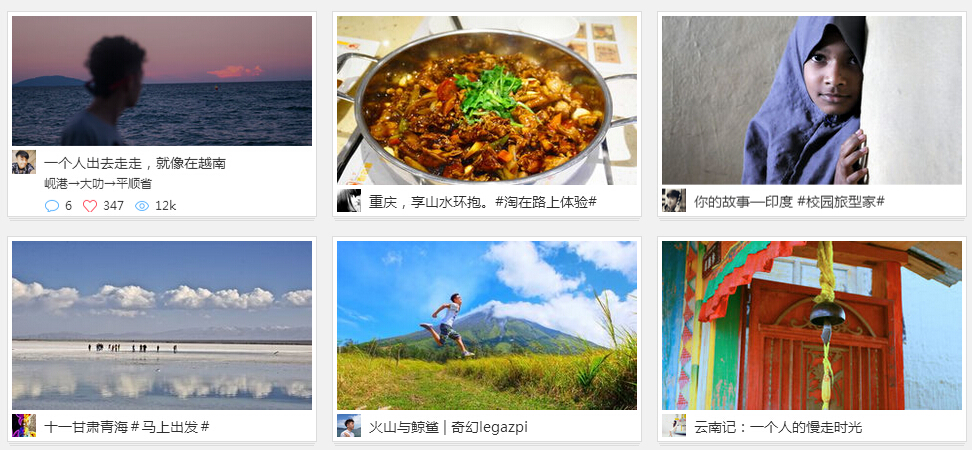 一个人出去走走，就像在越南
岘港→大叻→平顺省
6 347 12k
重庆，享山水环抱。#淘在路上体验#
你的故事—印度 #校园旅型家#
十一甘肃青海＃马上出发＃
火山与鲸鲨 | 奇幻legazpi
云南记：一个人的慢走时光